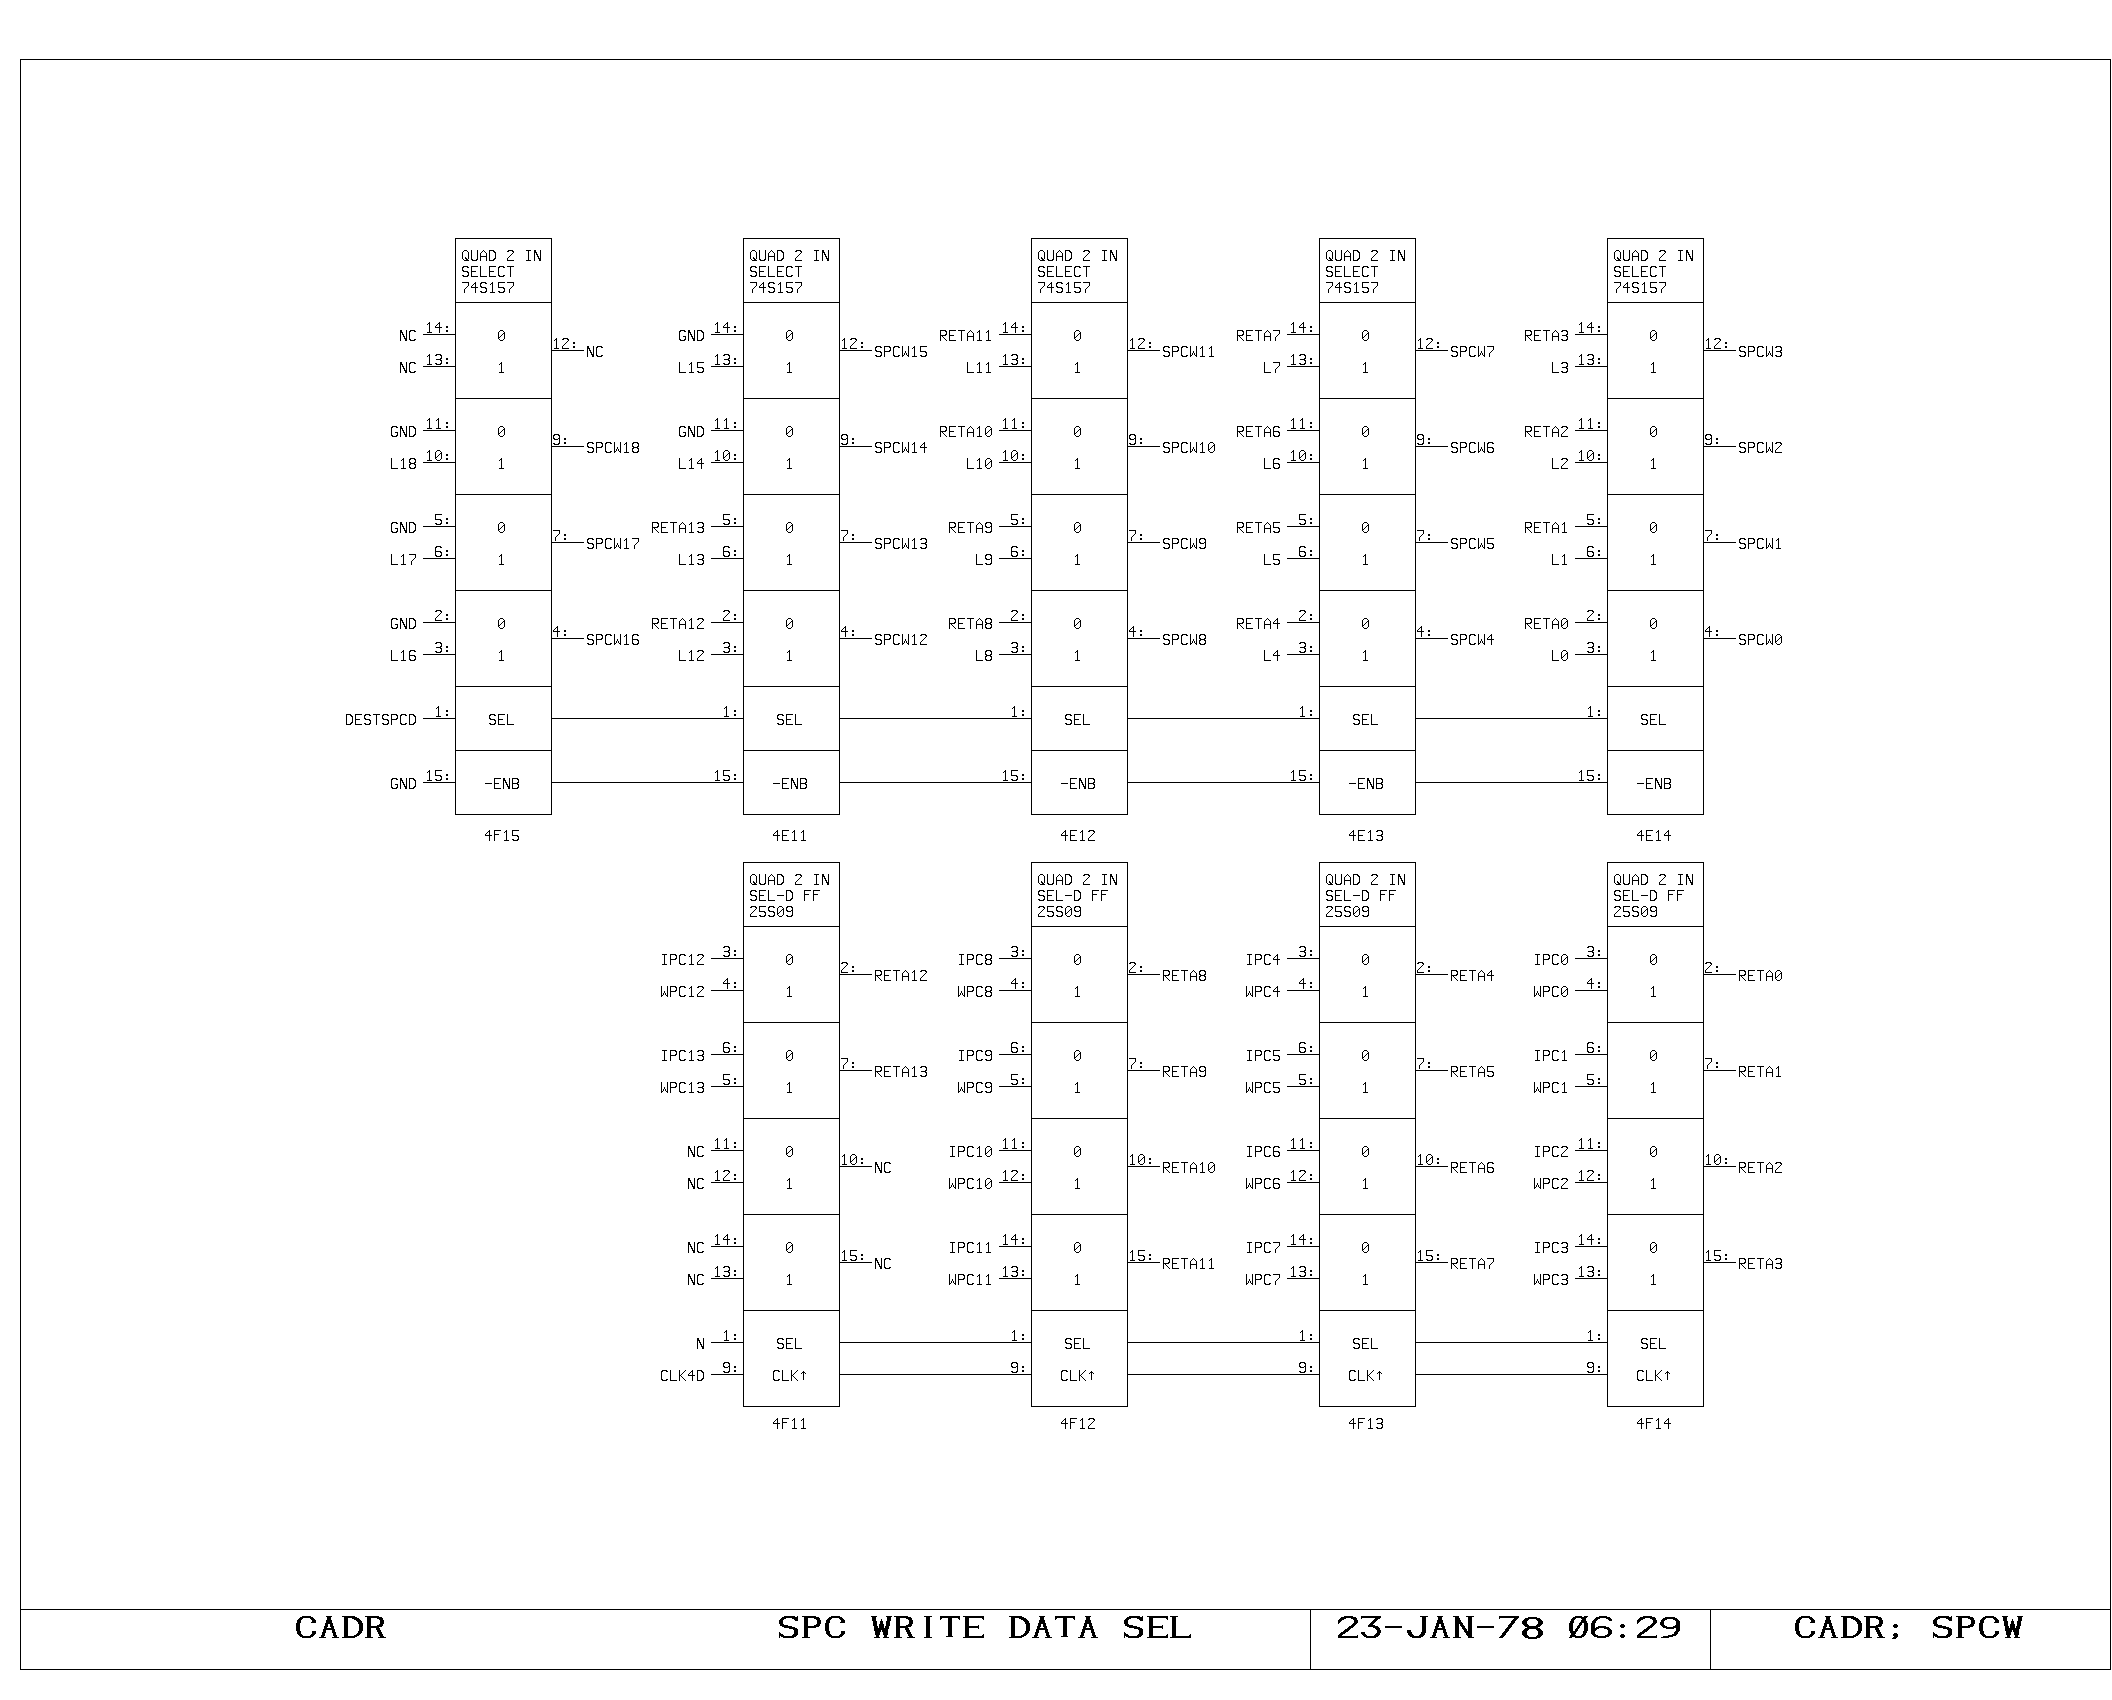 QUAD 2 IN SELECT 74S157
14: NC 0
12: NC
13: NC 1
11: GND 0
9: SPCW18
10: L18 1
5: GND 0
7: SPCW17
6: L17 1
2: GND 0
4: SPCW16
3: L16 1
DESTSPCD 1: SEL
GND 15: -ENB
4F15
QUAD 2 IN SELECT 74S157
GND 14: 0
12: SPCW15
L15 13: 1
GND 11: 0
9: SPCW14
L14 10: 1
RETA13 5: 0
7: SPCW13
L13 6: 1
RETA12 2: 0
4: SPCW12
L12 3: 1
1: SEL
15: -ENB
4E11
QUAD 2 IN SELECT 74S157
RETA11 14: 0
12: SPCW11
L11 13: 1
RETA10 11: 0
9: SPCW10
L10 10: 1
RETA9 5: 0
7: SPCW9
L9 6: 1
RETA8 2: 0
4: SPCW8
L8 3: 1
1: SEL
15: -ENB
4E12
QUAD 2 IN SELECT 74S157
RETA7 14: 0
12: SPCW7
L7 13: 1
RETA6 11: 0
9: SPCW6
L6 10: 1
RETA5 5: 0
7: SPCW5
L5 6: 1
RETA4 2: 0
4: SPCW4
L4 3: 1
1: SEL
15: -ENB
4E13
QUAD 2 IN SELECT 74S157
RETA3 14: 0
12: SPCW3
L3 13: 1
RETA2 11: 0
9: SPCW2
L2 10: 1
RETA1 5: 0
7: SPCW1
L1 6: 1
RETA0 2: 0
4: SPCW0
L0 3: 1
1: SEL
15: -ENB
4E14
QUAD 2 IN SEL-D FF 25S09
IPC12 3: 0
2: RETA12
WPC12 4: 1
IPC13 6: 0
7: RETA13
WPC13 5: 1
NC 11: 0
10: NC
NC 12: 1
NC 14: 0
15: NC
NC 13: 1
N 1: SEL
CLK4D 9: CLK↑
4F11
QUAD 2 IN SEL-D FF 25S09
IPC8 3: 0
2: RETA8
WPC8 4: 1
IPC9 6: 0
7: RETA9
WPC9 5: 1
IPC10 11: 0
10: RETA10
WPC10 12: 1
IPC11 14: 0
15: RETA11
WPC11 13: 1
1: SEL
9: CLK↑
4F12
QUAD 2 IN SEL-D FF 25S09
IPC4 3: 0
2: RETA4
WPC4 4: 1
IPC5 6: 0
7: RETA5
WPC5 5: 1
IPC6 11: 0
10: RETA6
WPC6 12: 1
IPC7 14: 0
15: RETA7
WPC7 13: 1
1: SEL
9: CLK↑
4F13
QUAD 2 IN SEL-D FF 25S09
IPC0 3: 0
2: RETA0
WPC0 4: 1
IPC1 6: 0
7: RETA1
WPC1 5: 1
IPC2 11: 0
10: RETA2
WPC2 12: 1
IPC3 14: 0
15: RETA3
WPC3 13: 1
1: SEL
9: CLK↑
4F14
CADR
SPC WRITE DATA SEL
23-JAN-78 06:29
CADR; SPCW